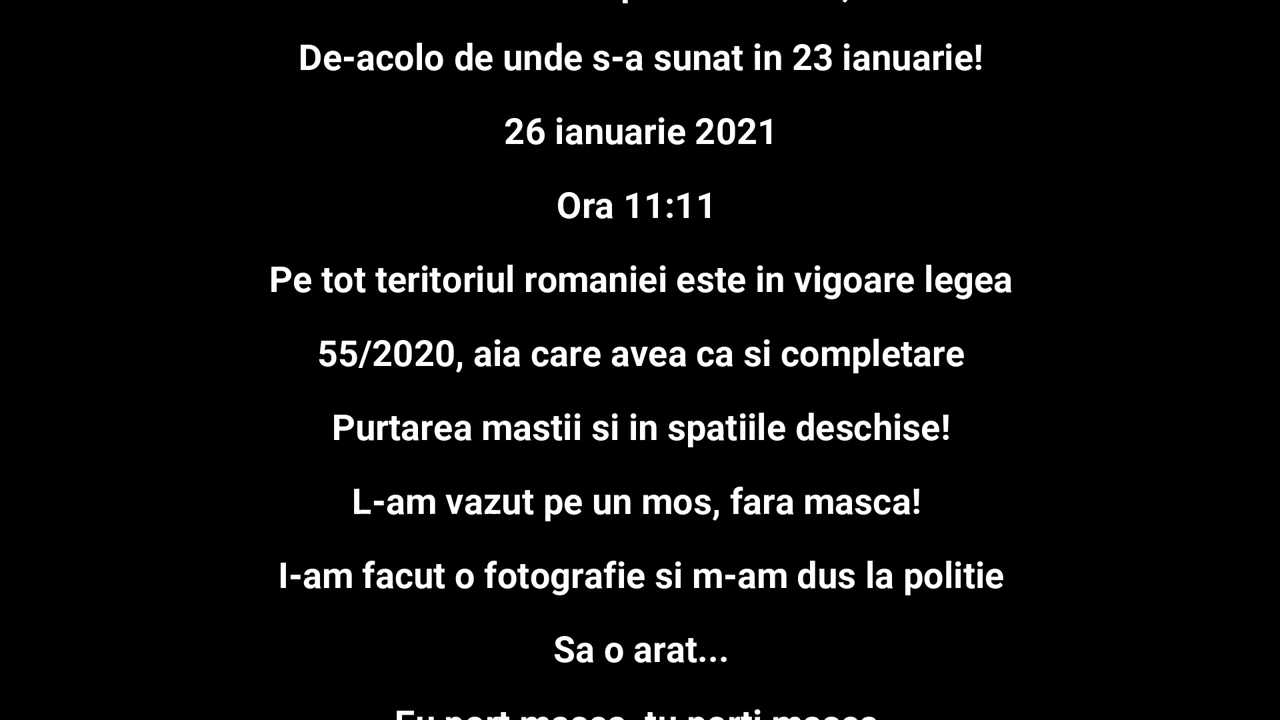 De-acolo de unde s-a sunat in 23 ianuarie!
26 ianuarie 2021
Ora 11:11
Pe tot teritoriul romaniei este in vigoare legea
55/2020, aia care avea ca si completare
Purtarea mastii si in spatiile deschise!
L-am vazut pe un mos, fara masca!
I-am facut o fotografie si m-am dus la politie
Sa o arat...
Eu port masca, tu porti masca